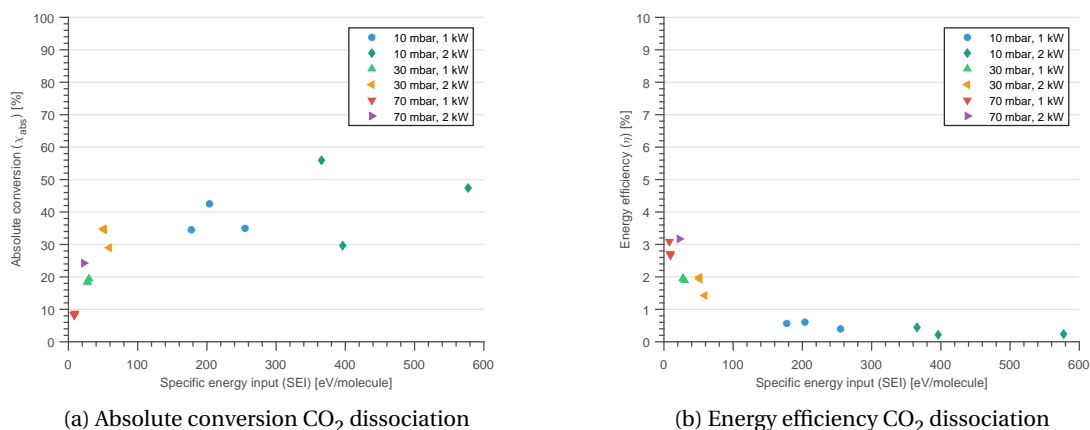 100
90
80
70
60
50
40
30
20
10
0
Absolute conversion (χabs) [%]
10 mbar, 1 kW
10 mbar, 2 kW
30 mbar, 1 kW
30 mbar, 2 kW
70 mbar, 1 kW
70 mbar, 2 kW
0 100 200 300 400 500 600
Specific energy input (SEI) [eV/molecule]
(a) Absolute conversion CO2 dissociation
10
9
8
7
6
5
4
3
2
1
0
Energy efficiency (η) [%]
10 mbar, 1 kW
10 mbar, 2 kW
30 mbar, 1 kW
30 mbar, 2 kW
70 mbar, 1 kW
70 mbar, 2 kW
0 100 200 300 400 500 600
Specific energy input (SEI) [eV/molecule]
(b) Energy efficiency CO2 dissociation